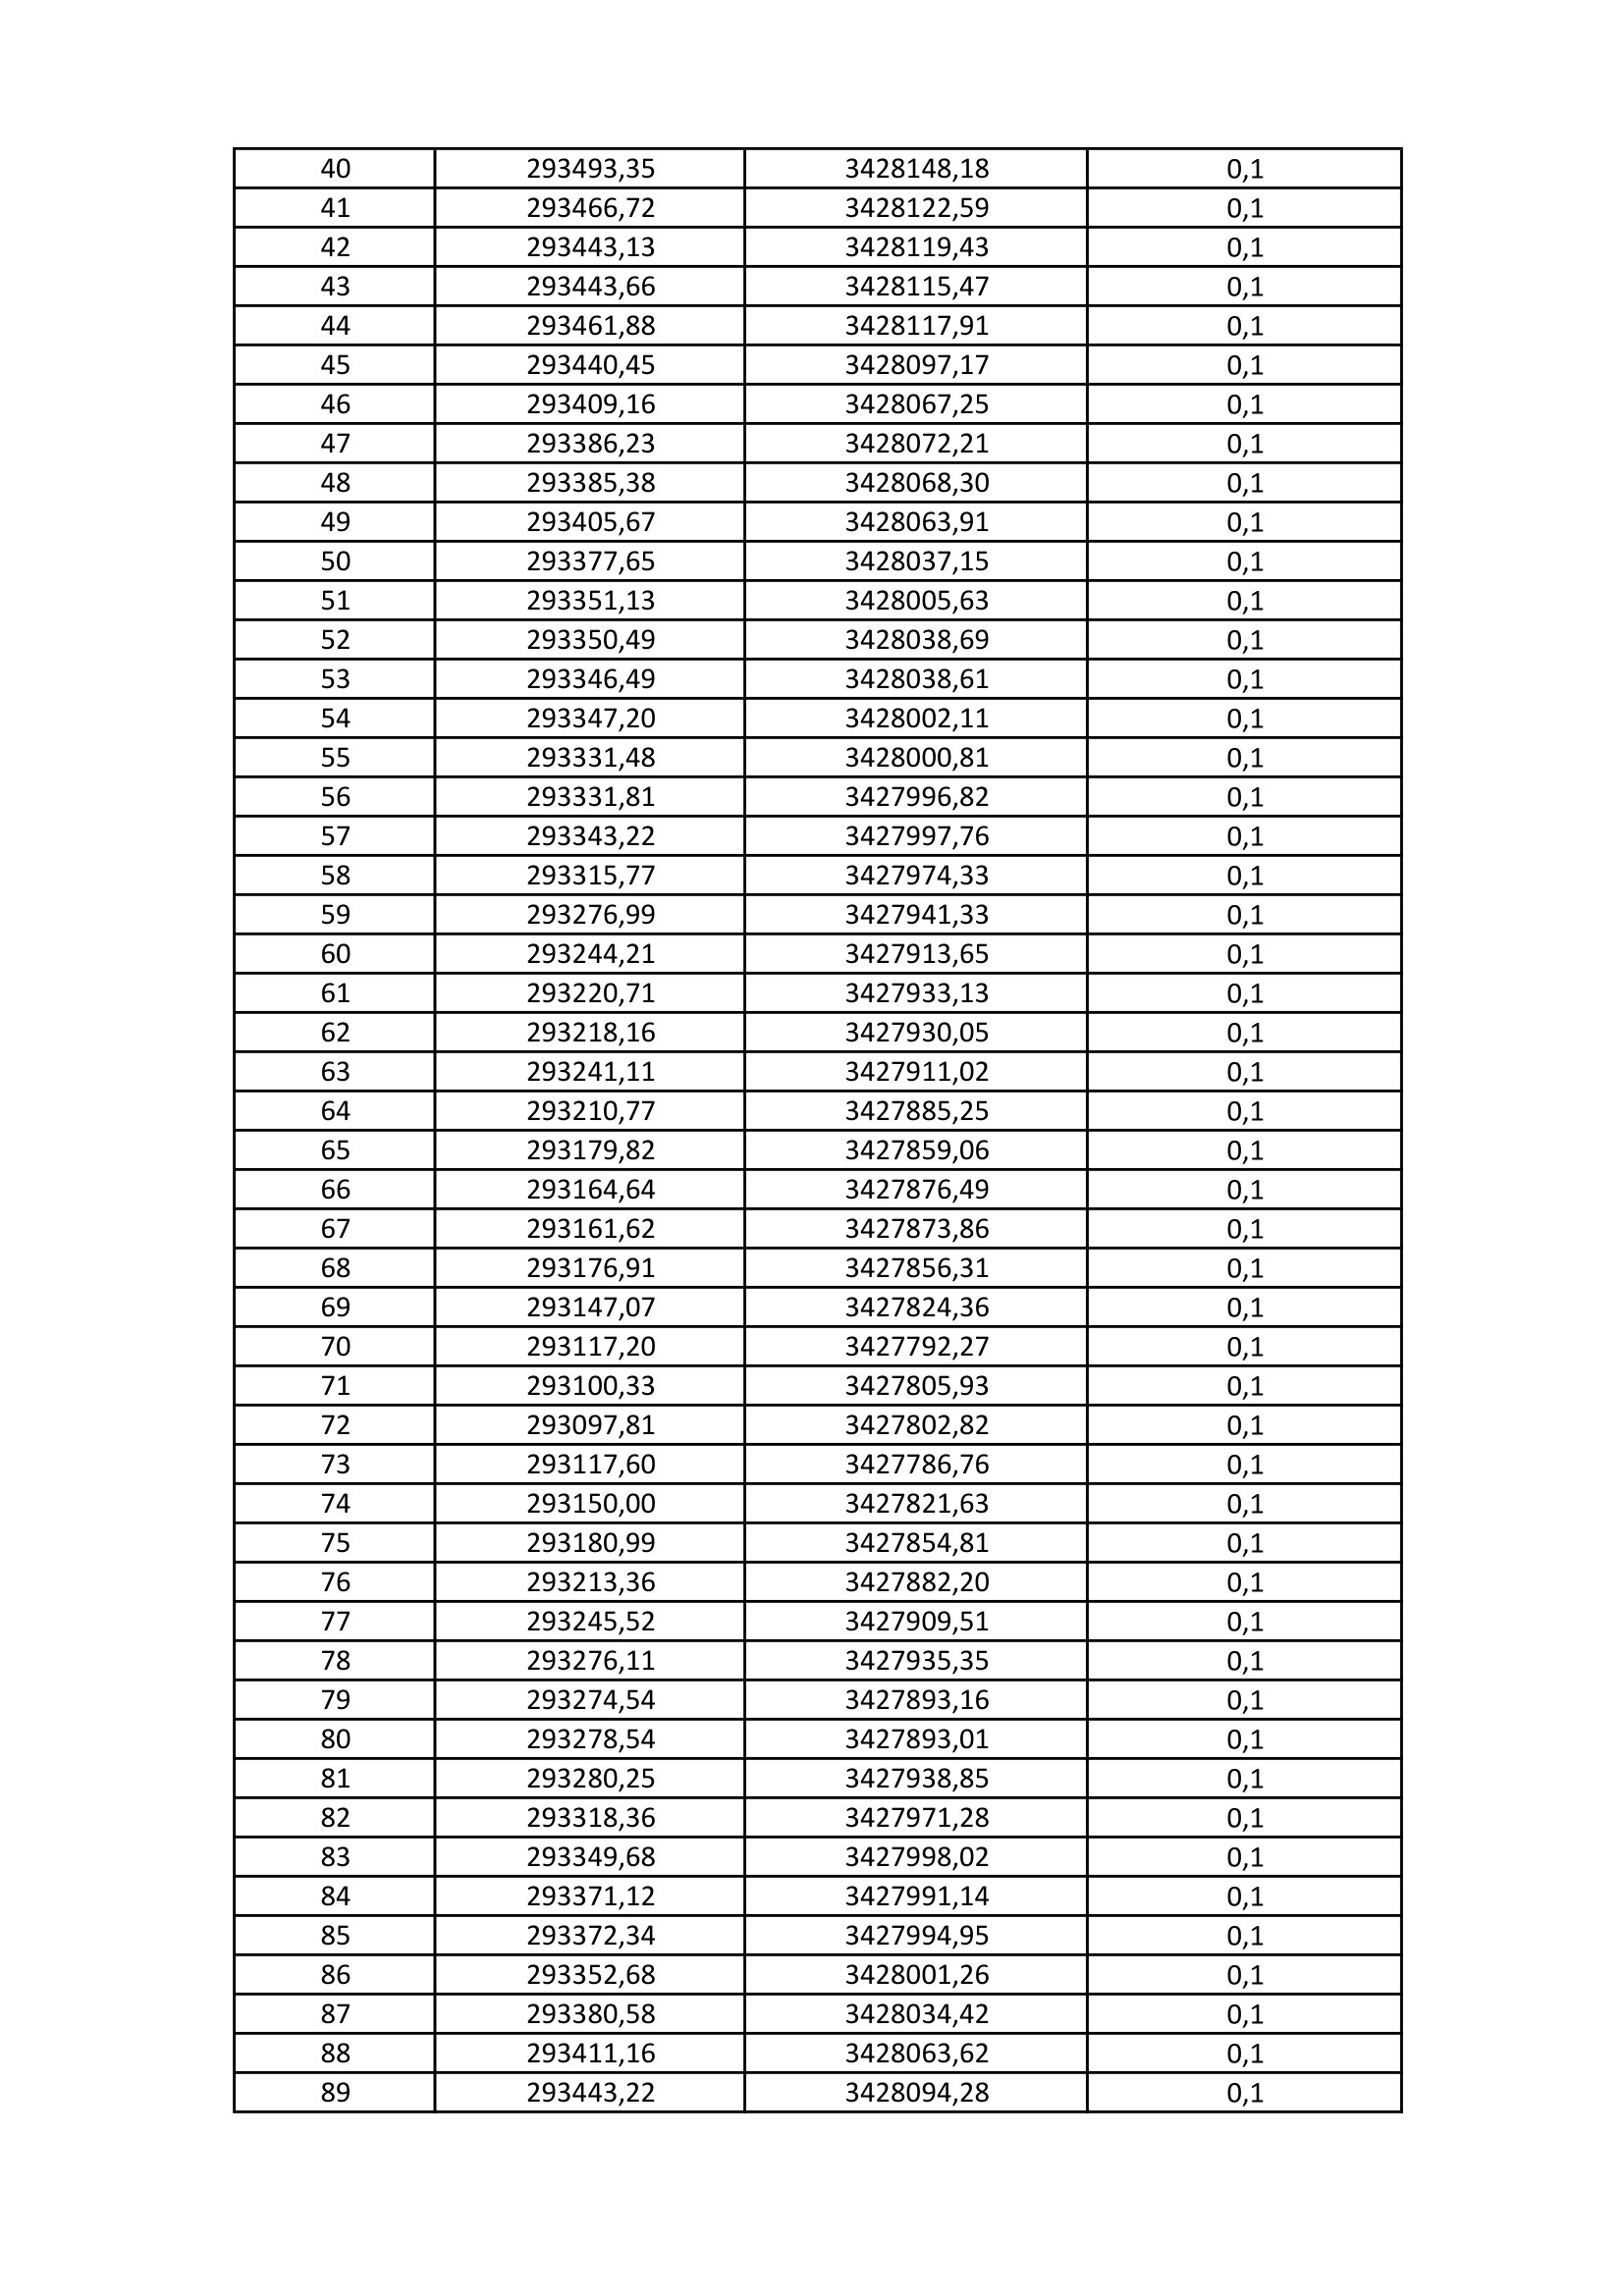 40 293493,35 3428148,18 0,1
41 293466,72 3428122,59 0,1
42 293443,13 3428119,43 0,1
43 293443,66 3428115,47 0,1
44 293461,88 3428117,91 0,1
45 293440,45 3428097,17 0,1
46 293409,16 3428067,25 0,1
47 293386,23 3428072,21 0,1
48 293385,38 3428068,30 0,1
49 293405,67 3428063,91 0,1
50 293377,65 3428037,15 0,1
51 293351,13 3428005,63 0,1
52 293350,49 3428038,69 0,1
53 293346,49 3428038,61 0,1
54 293347,20 3428002,11 0,1
55 293331,48 3428000,81 0,1
56 293331,81 3427996,82 0,1
57 293343,22 3427997,76 0,1
58 293315,77 3427974,33 0,1
59 293276,99 3427941,33 0,1
60 293244,21 3427913,65 0,1
61 293220,71 3427933,13 0,1
62 293218,16 3427930,05 0,1
63 293241,11 3427911,02 0,1
64 293210,77 3427885,25 0,1
65 293179,82 3427859,06 0,1
66 293164,64 3427876,49 0,1
67 293161,62 3427873,86 0,1
68 293176,91 3427856,31 0,1
69 293147,07 3427824,36 0,1
70 293117,20 3427792,27 0,1
71 293100,33 3427805,93 0,1
72 293097,81 3427802,82 0,1
73 293117,60 3427786,76 0,1
74 293150,00 3427821,63 0,1
75 293180,99 3427854,81 0,1
76 293213,36 3427882,20 0,1
77 293245,52 3427909,51 0,1
78 293276,11 3427935,35 0,1
79 293274,54 3427893,16 0,1
80 293278,54 3427893,01 0,1
81 293280,25 3427938,85 0,1
82 293318,36 3427971,28 0,1
83 293349,68 3427998,02 0,1
84 293371,12 3427991,14 0,1
85 293372,34 3427994,95 0,1
86 293352,68 3428001,26 0,1
87 293380,58 3428034,42 0,1
88 293411,16 3428063,62 0,1
89 293443,22 3428094,28 0,1